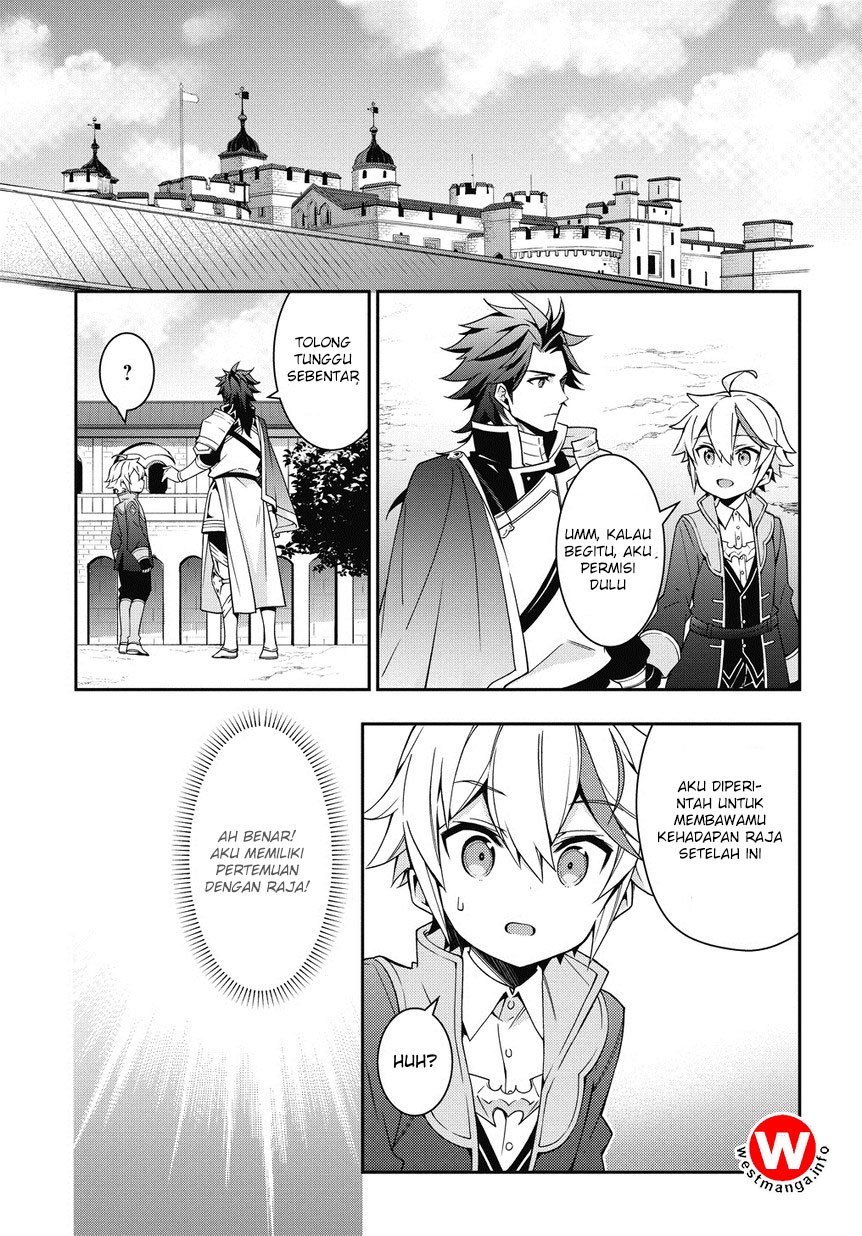 UMM, KALAU
BEGITU, AKU
PERMISI
DULU
TOLONG
TUNGGU
SEBENTAR,
?
AKU DIPERI-
NTAH UNTUK
MEMBAWAMU
KEHADAPAN RAJA
SETELAH INI
HUH?
AH BENAR!
AKU MEMILIKI
PERTEMUAN
DENGAN RAJA!
W
westmanga.info